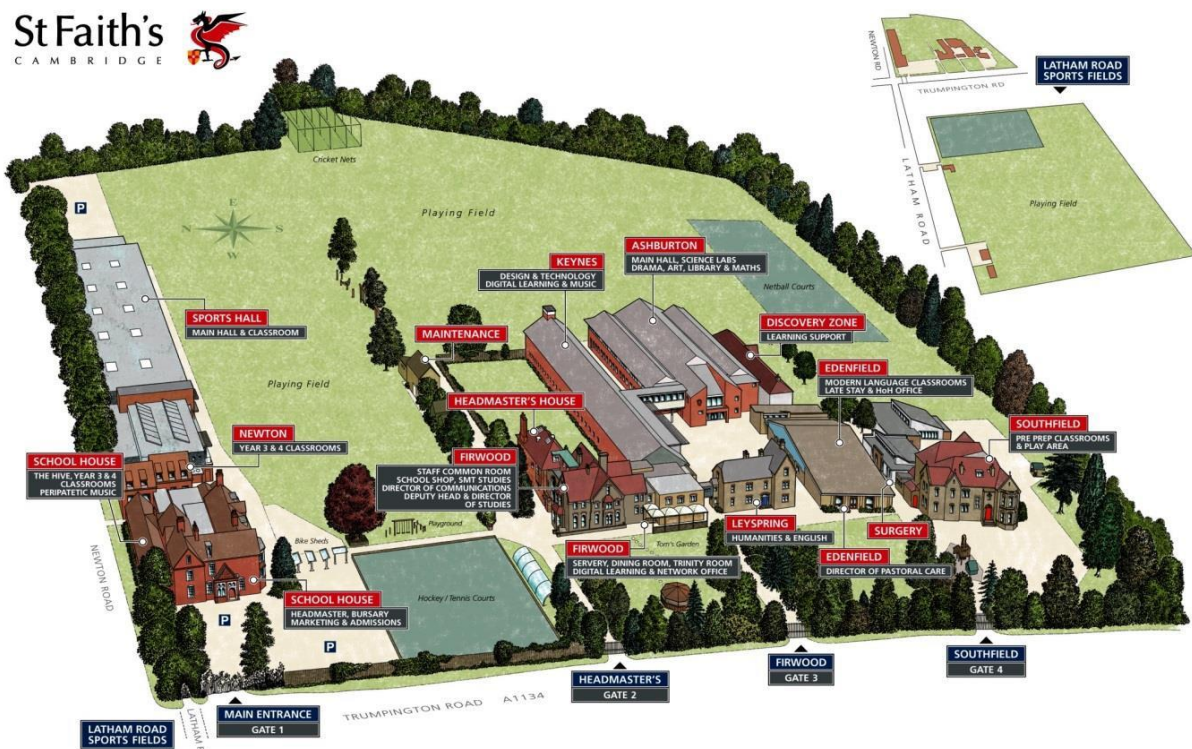 St Faith's
CAMBRIDGE
NEWTON RD
TRUMPINGTON RD
LATHAM ROAD
SPORTS FIELDS
LATHAM ROAD
Playing Field
Cricket Nets
P
N
E
S
W
Playing Field
Netball Courts
ASHBURTON
MAIN HALL, SCIENCE LABS
DRAMA, ART, LIBRARY & MATHS
KEYNES
DESIGN & TECHNOLOGY
DIGITAL LEARNING & MUSIC
SPORTS HALL
MAIN HALL & CLASSROOM
MAINTENANCE
DISCOVERY ZONE
LEARNING SUPPORT
EDENFIELD
MODERN LANGUAGE CLASSROOMS
LATE STAY & HoH OFFICE
Playing Field
HEADMASTER'S HOUSE
SOUTHFIELD
PRE PREP CLASSROOMS
& PLAY AREA
NEWTON
YEAR 3 & 4 CLASSROOMS
SCHOOL HOUSE
THE HIVE, YEAR 3 & 4
CLASSROOMS
PERIPATETIC MUSIC
FIRWOOD
STAFF COMMON ROOM
SCHOOL SHOP, SMT STUDIES
DIRECTOR OF COMMUNICATIONS
DEPUTY HEAD & DIRECTOR
OF STUDIES
Playground
Bike Sheds
Tom's Garden
LEYSPRING
HUMANITIES & ENGLISH
SURGERY
FIRWOOD
SERVERY, DINING ROOM, TRINITY ROOM
DIGITAL LEARNING & NETWORK OFFICE
EDENFIELD
DIRECTOR OF PASTORAL CARE
NEWTON ROAD
SCHOOL HOUSE
HEADMASTER, BURSARY
MARKETING & ADMISSIONS
Hockey / Tennis Courts
P
P
SOUTHFIELD
GATE 4
FIRWOOD
GATE 3
HEADMASTER'S
GATE 2
TRUMPINGTON ROAD A1134
MAIN ENTRANCE
GATE 1
LATHAM ROAD
SPORTS FIELDS